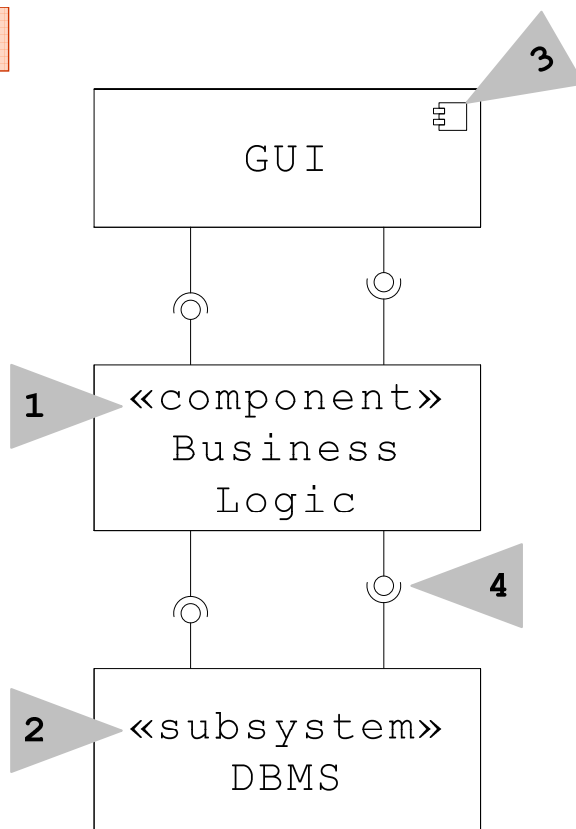 3
GUI
1
«component»
Business
Logic
4
2
«subsystem»
DBMS